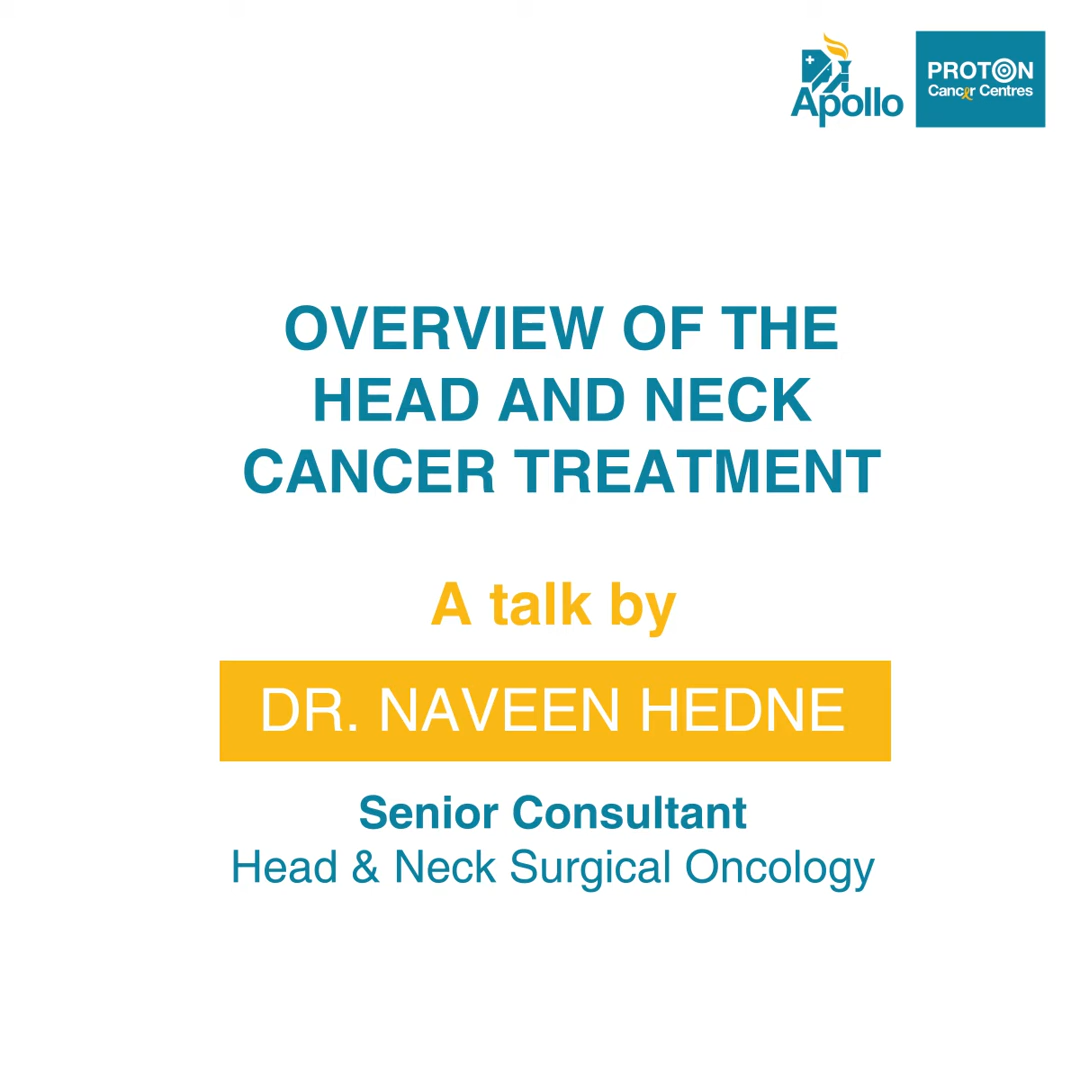 Apollo
PROTON
Cancer Centres
OVERVIEW OF THE
HEAD AND NECK
CANCER TREATMENT
A talk by
DR. NAVEEN HEDNE
Senior Consultant
Head & Neck Surgical Oncology